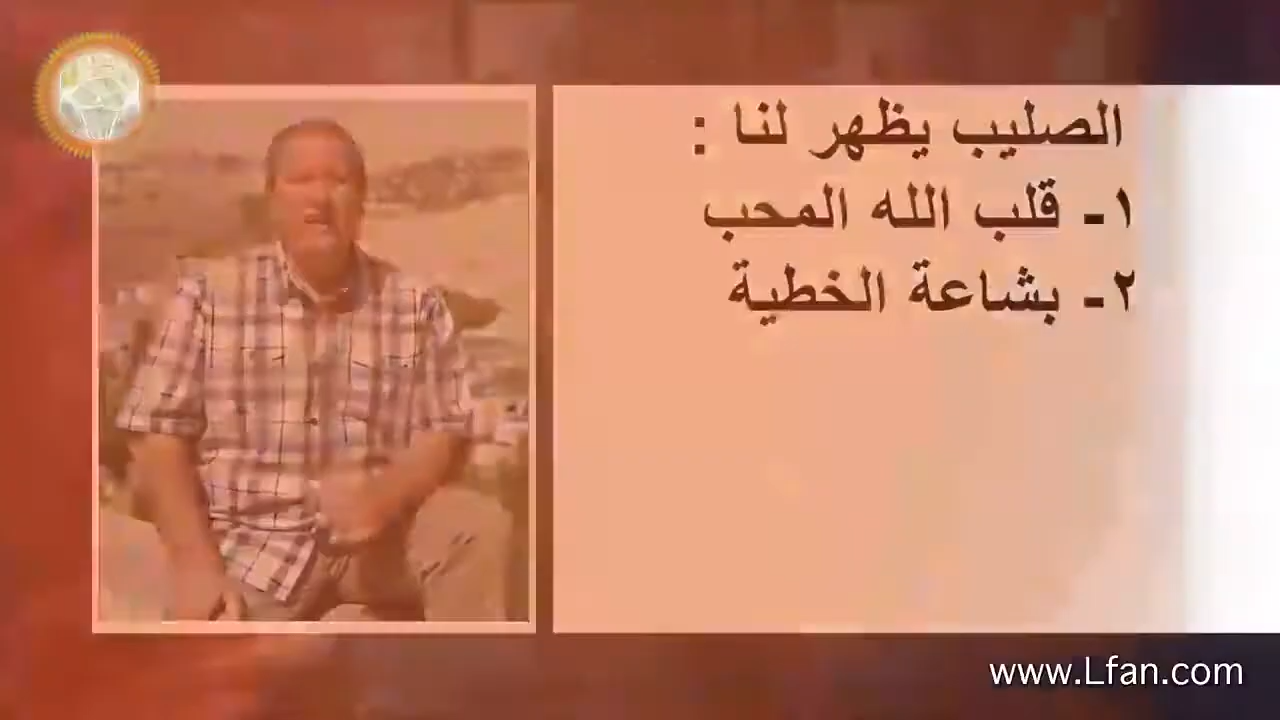 الصليب يظهر لنا :
١- قلب الله المحب
٢- بشاعة الخطية
www.Lfan.com